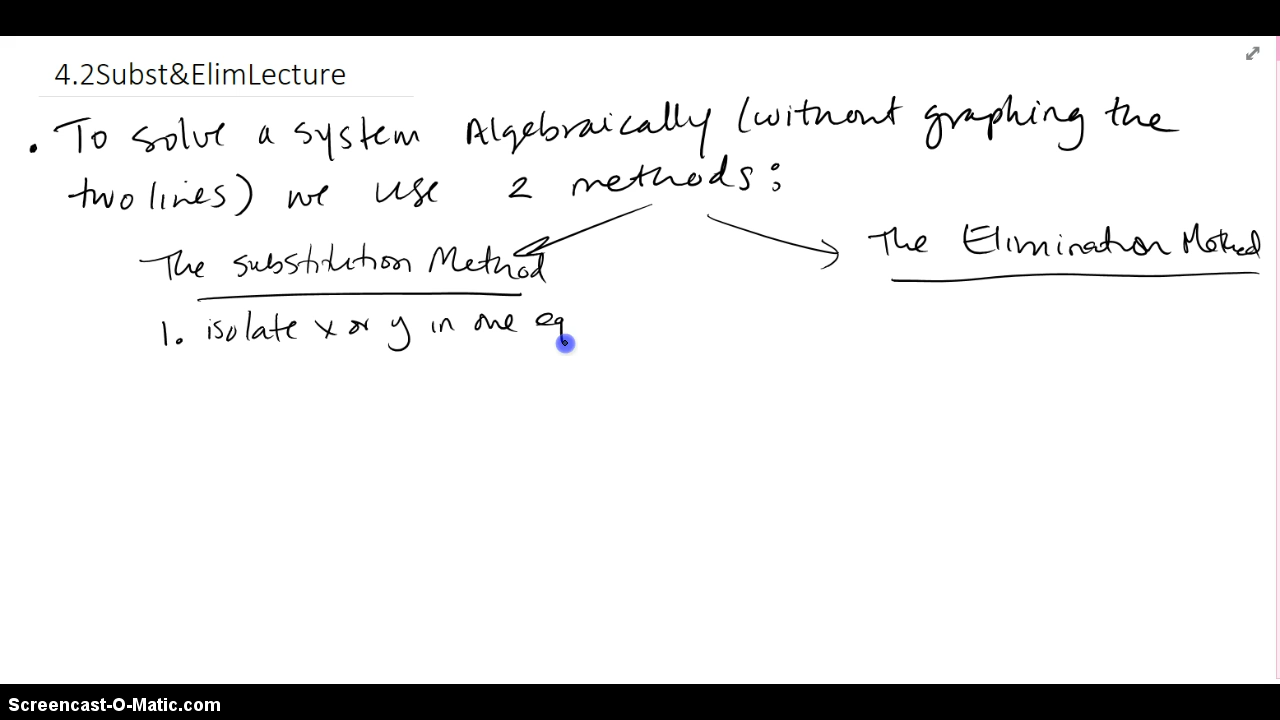 4.2Subst&ElimLecture
. To solve a system Algebraically (without graphing the
two lines) we use 2 methods:
The substitution Method
The Elimination Method
1. isolate x or y in one eq
Screencast-O-Matic.com